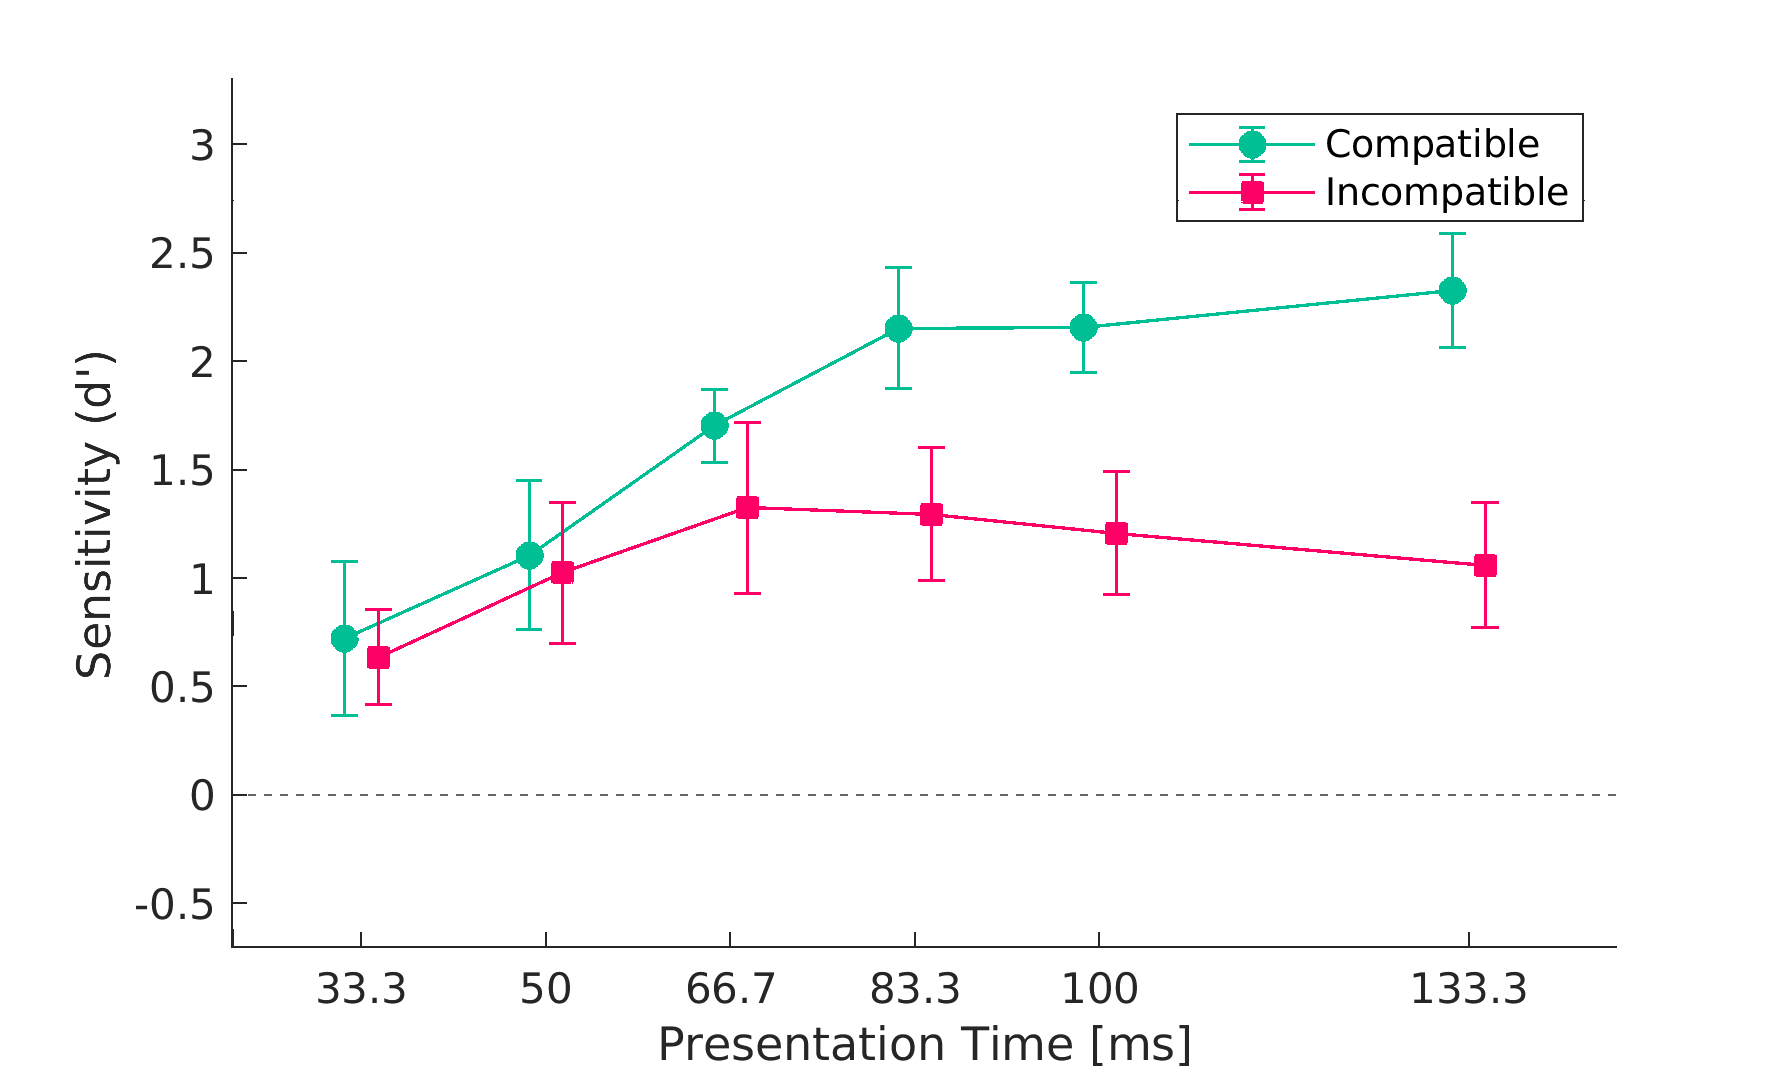 Compatible
Incompatible
3
2.5
2
1.5
1
0.5
0
-0.5
Sensitivity (d')
33.3 50 66.7 83.3 100 133.3
Presentation Time [ms]